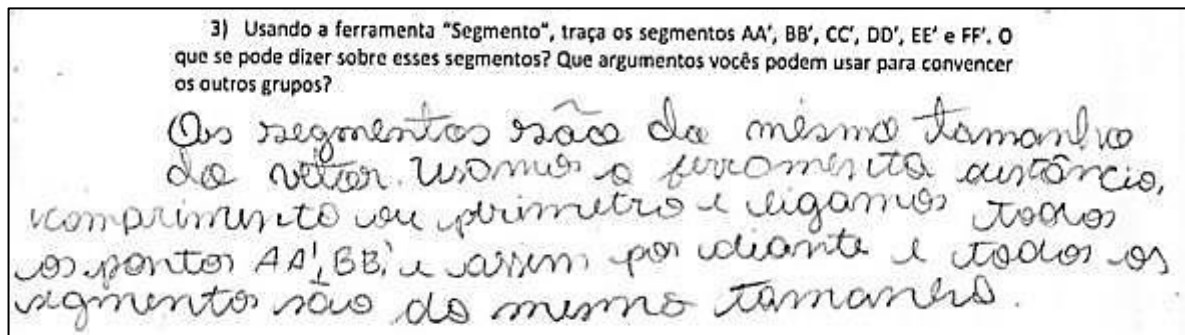 3) Usando a ferramenta “Segmento“, traça os segmentos AA’, BB’, CC’, DD’, EE’ e FF’. O
que se pode dizer sobre esses segmentos? Que argumentos vocês podem usar para convencer
os outros grupos?
Os segmentos são do mesmo tamanho
do vetor. Usamos a ferramenta distância,
comprimento ou primetro e ligamos todos
os pontos AA', BB' e assim por diante e todos os
segmentos são do mesmo tamanho.